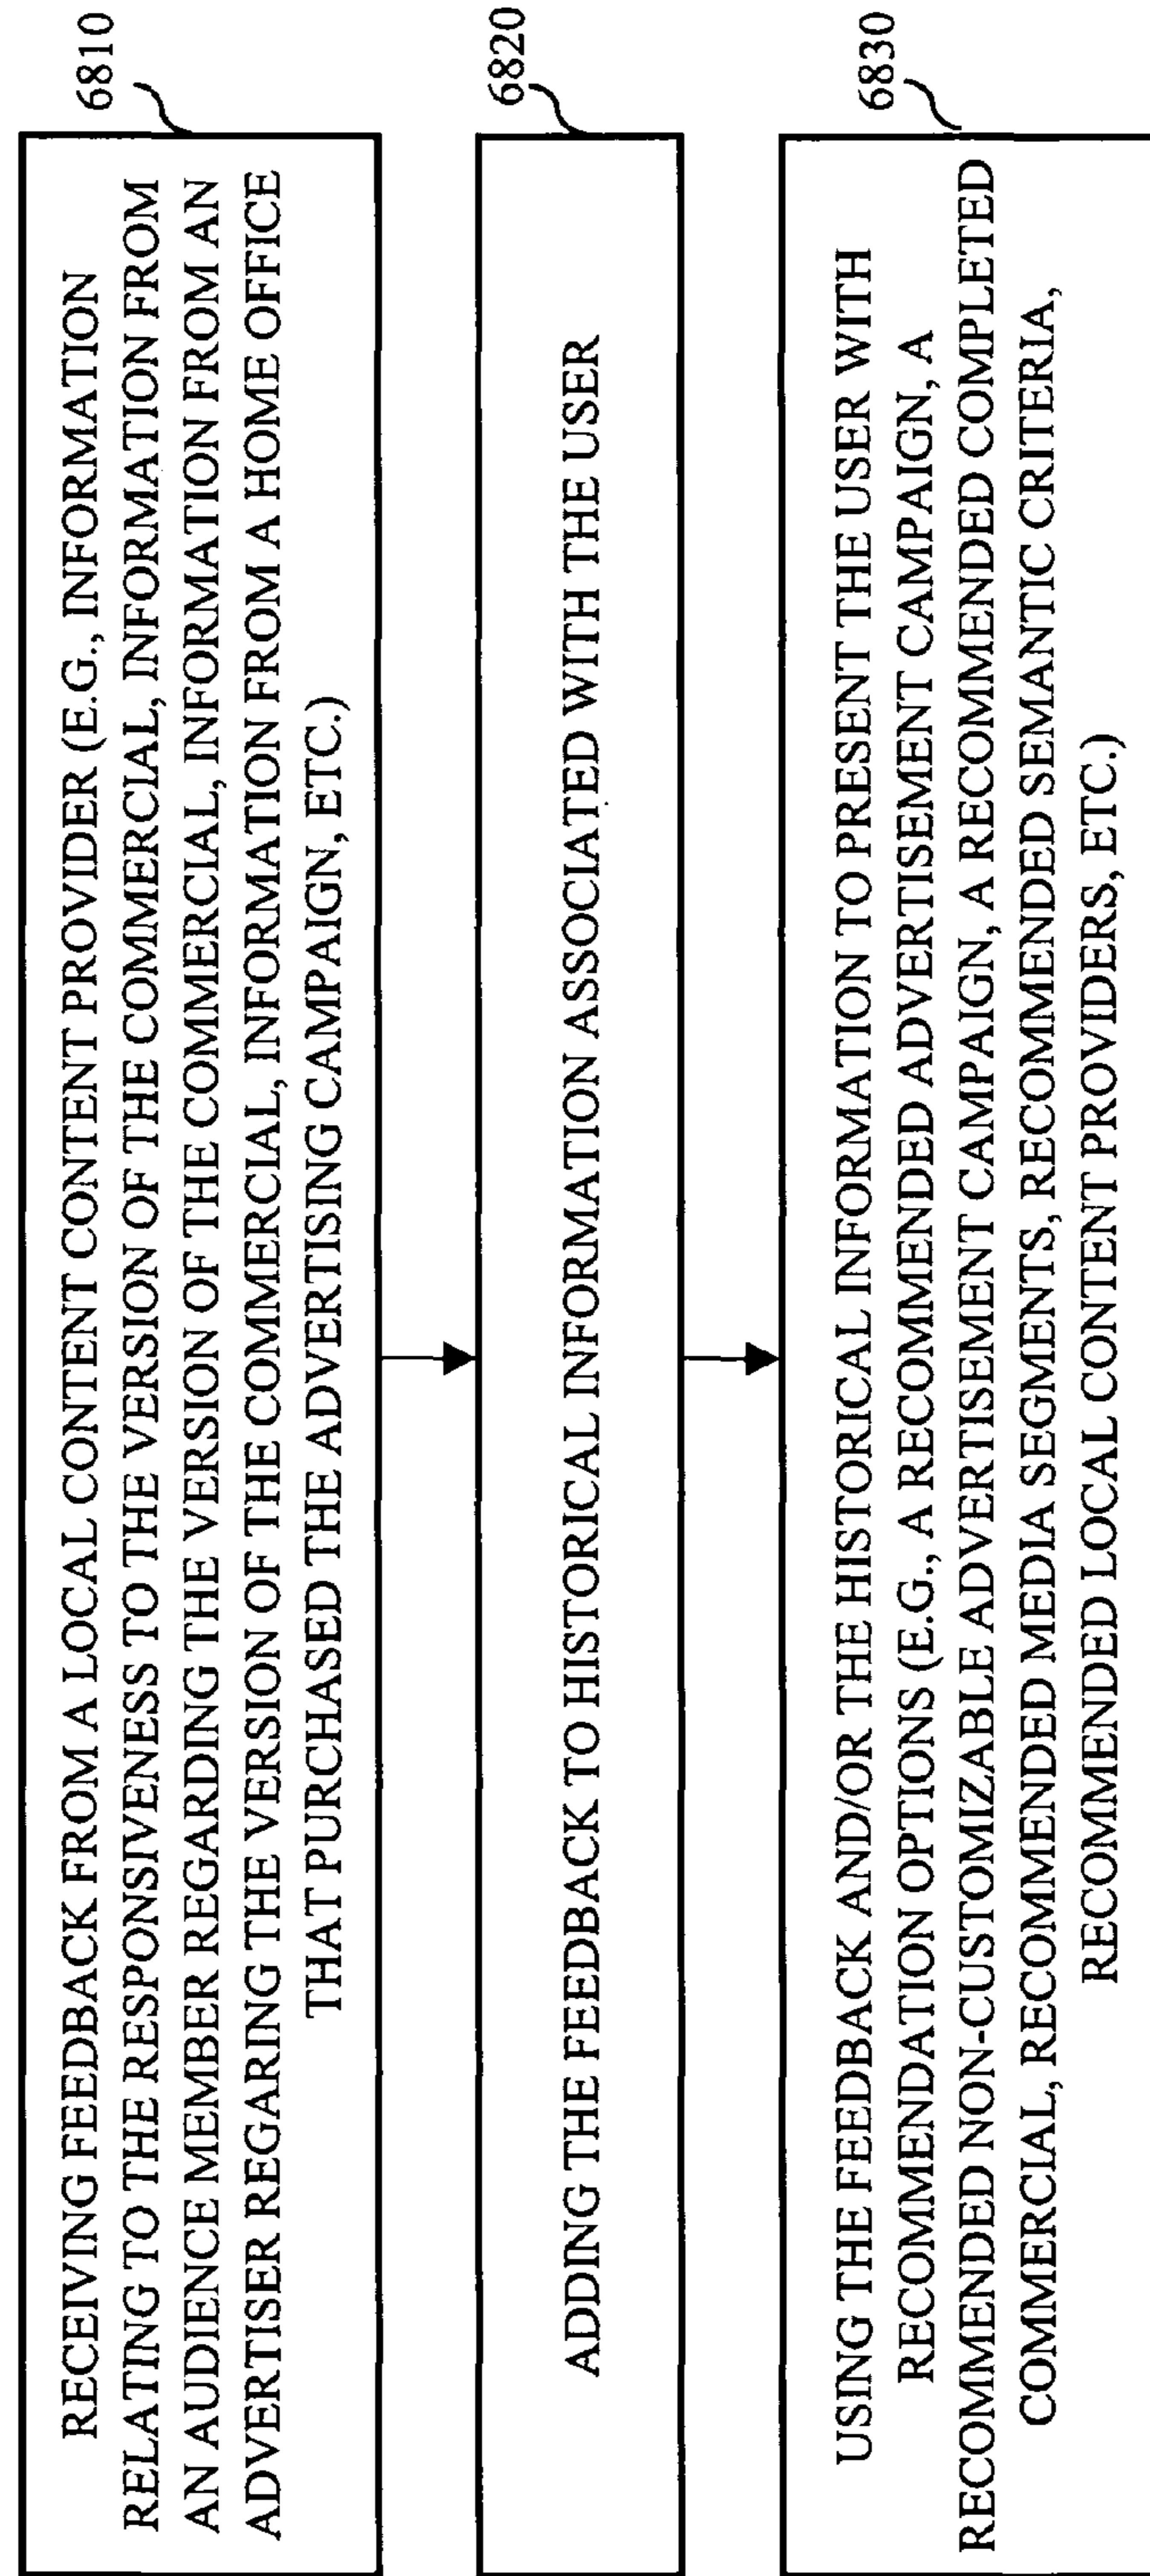 6810
RECEIVING FEEDBACK FROM A LOCAL CONTENT CONTENT PROVIDER (E.G., INFORMATION
RELATING TO THE RESPONSIVENESS TO THE VERSION OF THE COMMERCIAL, INFORMATION FROM
AN AUDIENCE MEMBER REGARDING THE VERSION OF THE COMMERCIAL, INFORMATION FROM AN
ADVERTISER REGARING THE VERSION OF THE COMMERCIAL, INFORMATION FROM A HOME OFFICE
THAT PURCHASED THE ADVERTISING CAMPAIGN, ETC.)
6820
ADDING THE FEEDBACK TO HISTORICAL INFORMATION ASSOCIATED WITH THE USER
6830
USING THE FEEDBACK AND/OR THE HISTORICAL INFORMATION TO PRESENT THE USER WITH
RECOMMENDATION OPTIONS (E.G., A RECOMMENDED ADVERTISEMENT CAMPAIGN, A
RECOMMENDED NON-CUSTOMIZABLE ADVERTISEMENT CAMPAIGN, A RECOMMENDED COMPLETED
COMMERCIAL, RECOMMENDED MEDIA SEGMENTS, RECOMMENDED SEMANTIC CRITERIA,
RECOMMENDED LOCAL CONTENT PROVIDERS, ETC.)